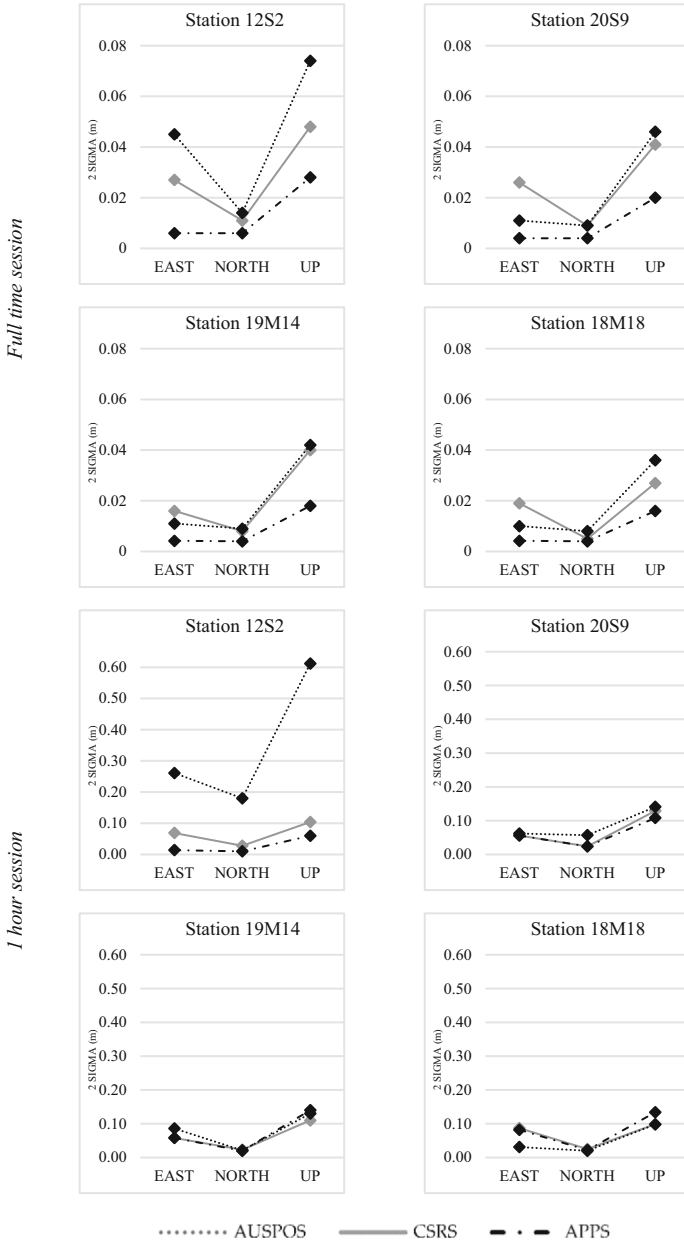 Full time session
Station 12S2
2 SIGMA (m)
0.08
0.06
0.04
0.02
0
EAST NORTH UP
Station 20S9
2 SIGMA (m)
0.08
0.06
0.04
0.02
0
EAST NORTH UP
Station 19M14
2 SIGMA (m)
0.08
0.06
0.04
0.02
0
EAST NORTH UP
Station 18M18
2 SIGMA (m)
0.08
0.06
0.04
0.02
0
EAST NORTH UP
1 hour session
Station 12S2
2 SIGMA (m)
0.60
0.50
0.40
0.30
0.20
0.10
0.00
EAST NORTH UP
Station 20S9
2 SIGMA (m)
0.60
0.50
0.40
0.30
0.20
0.10
0.00
EAST NORTH UP
Station 19M14
2 SIGMA (m)
0.60
0.50
0.40
0.30
0.20
0.10
0.00
EAST NORTH UP
Station 18M18
2 SIGMA (m)
0.60
0.50
0.40
0.30
0.20
0.10
0.00
EAST NORTH UP
AUSPOS CSRS APPS